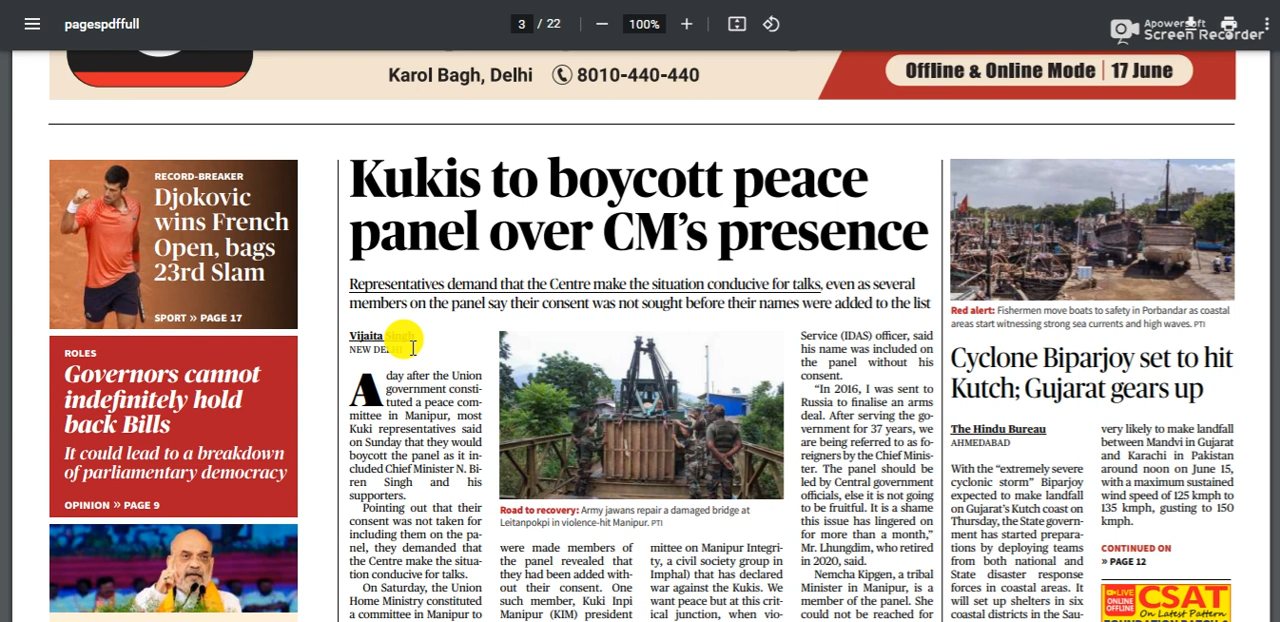 pagespdffull
3 / 22
100%
Apowersoft
Screen Recorder
Karol Bagh, Delhi 8010-440-440
Offline & Online Mode | 17 June
RECORD-BREAKER
Djokovic
wins French
Open, bags
23rd Slam
SPORT » PAGE 17
ROLES
Governors cannot
indefinitely hold
back Bills
It could lead to a breakdown
of parliamentary democracy
OPINION » PAGE 9
Kukis to boycott peace
panel over CM’s presence
Representatives demand that the Centre make the situation conducive for talks, even as several
members on the panel say their consent was not sought before their names were added to the list
Vijaita Singh
NEW DELHI
A day after the Union
government consti-
tuted a peace com-
mittee in Manipur, most
Kuki representatives said
on Sunday that they would
boycott the panel as it in-
cluded Chief Minister N. Bi-
ren Singh and his
supporters.
Pointing out that their
consent was not taken for
including them on the pa-
nel, they demanded that
the Centre make the situa-
tion conducive for talks.
On Saturday, the Union
Home Ministry constituted
a committee in Manipur to
Road to recovery: Army jawans repair a damaged bridge at
Leitanpokpi in violence-hit Manipur. PTI
were made members of
the panel revealed that
they had been added with-
out their consent. One
such member, Kuki Inpi
Manipur (KIM) president
mittee on Manipur Integri-
ty, a civil society group in
Imphal) that has declared
war against the Kukis. We
want peace but at this crit-
ical junction, when vio-
Service (IDAS) officer, said
his name was included on
the panel without his
consent.
“In 2016, I was sent to
Russia to finalise an arms
deal. After serving the go-
vernment for 37 years, we
are being referred to as fo-
reigners by the Chief Minis-
ter. The panel should be
led by Central government
officials, else it is not going
to be fruitful. It is a shame
this issue has lingered on
for more than a month,”
Mr. Lhungdim, who retired
in 2020, said.
Nemcha Kipgen, a tribal
Minister in Manipur, is
a member of the panel. She
could not be reached for
Red alert: Fishermen move boats to safety in Porbandar as coastal
areas start witnessing strong sea currents and high waves. PTI
Cyclone Biparjoy set to hit
Kutch; Gujarat gears up
The Hindu Bureau
AHMEDABAD
With the “extremely severe
cyclonic storm” Biparjoy
expected to make landfall
on Gujarat’s Kutch coast on
Thursday, the State govern-
ment has started prepara-
tions by deploying teams
from both national and
State disaster response
forces in coastal areas. It
will set up shelters in six
coastal districts in the Sau-
very likely to make landfall
between Mandvi in Gujarat
and Karachi in Pakistan
around noon on June 15,
with a maximum sustained
wind speed of 125 kmph to
135 kmph, gusting to 150
kmph.
CONTINUED ON
» PAGE 12
LIVE
ONLINE
OFFLINE
CSAT
On Latest Pattern